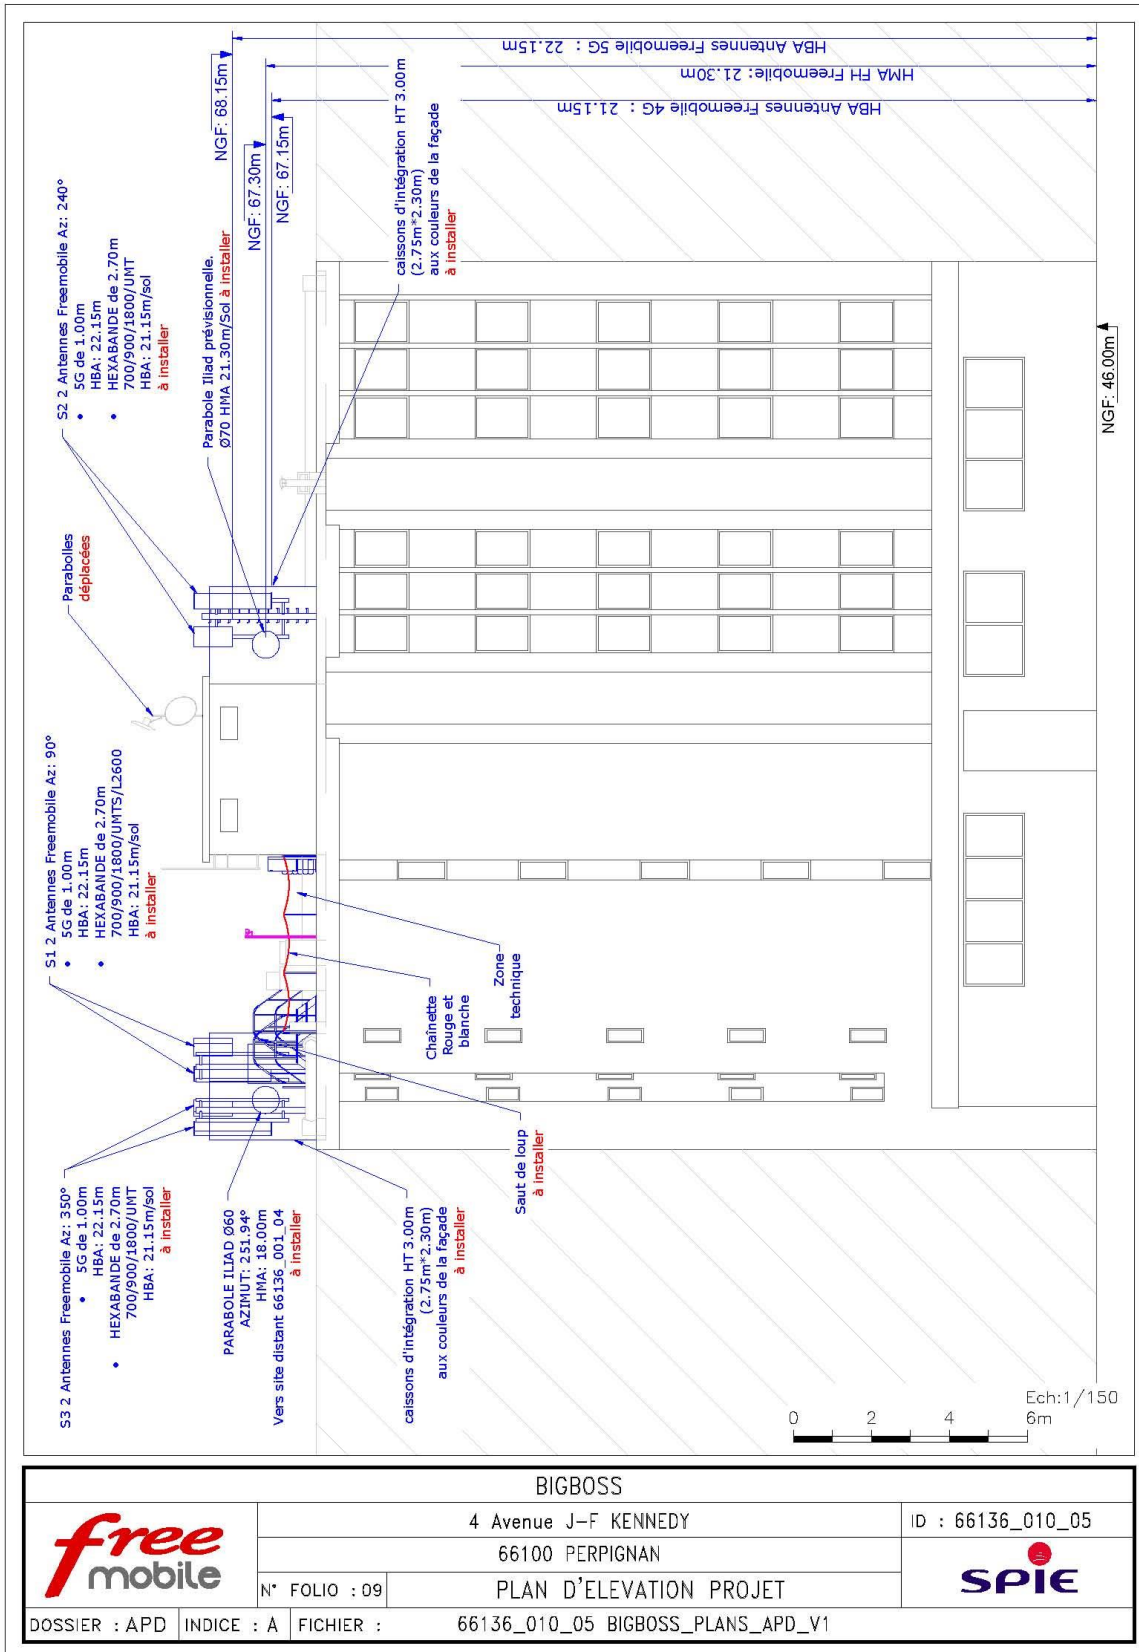 S3 2 Antennes Freemobile Az: 350°
• 5G de 1.00m
HBA: 22.15m
• HEXABANDE de 2.70m
700/900/1800/UMT
HBA: 21.15m/sol
à installer
PARABOLE ILIAD Ø60
AZIMUT: 251.94°
HMA: 18.00m
Vers site distant 66136_001_04
à installer
caissons d'intégration HT 3.00m
(2.75m*2.30m)
aux couleurs de la façade
à installer
Saut de loup
à installer
S1 2 Antennes Freemobile Az: 90°
• 5G de 1.00m
HBA: 22.15m
• HEXABANDE de 2.70m
700/900/1800/UMTS/L2600
HBA: 21.15m/sol
à installer
Chaînette
Rouge et
blanche
Zone
technique
Parabolles
déplacées
S2 2 Antennes Freemobile Az: 240°
• 5G de 1.00m
HBA: 22.15m
• HEXABANDE de 2.70m
700/900/1800/UMT
HBA: 21.15m/sol
à installer
Parabole Iliad prévisionnelle.
Ø70 HMA 21.30m/Sol à installer
NGF: 68.15m
NGF: 67.30m
NGF: 67.15m
caissons d'intégration HT 3.00m
(2.75m*2.30m)
aux couleurs de la façade
à installer
HBA Antennes Freemobile 5G : 22.15m
HMA FH Freemobile: 21.30m
HBA Antennes Freemobile 4G : 21.15m
NGF: 46.00m
Ech:1/150
0 2 4 6m
BIGBOSS
free
mobile
4 Avenue J-F KENNEDY
ID : 66136_010_05
66100 PERPIGNAN
SPIE
N° FOLIO : 09
PLAN D'ELEVATION PROJET
DOSSIER : APD
INDICE : A
FICHIER :
66136_010_05 BIGBOSS_PLANS_APD_V1